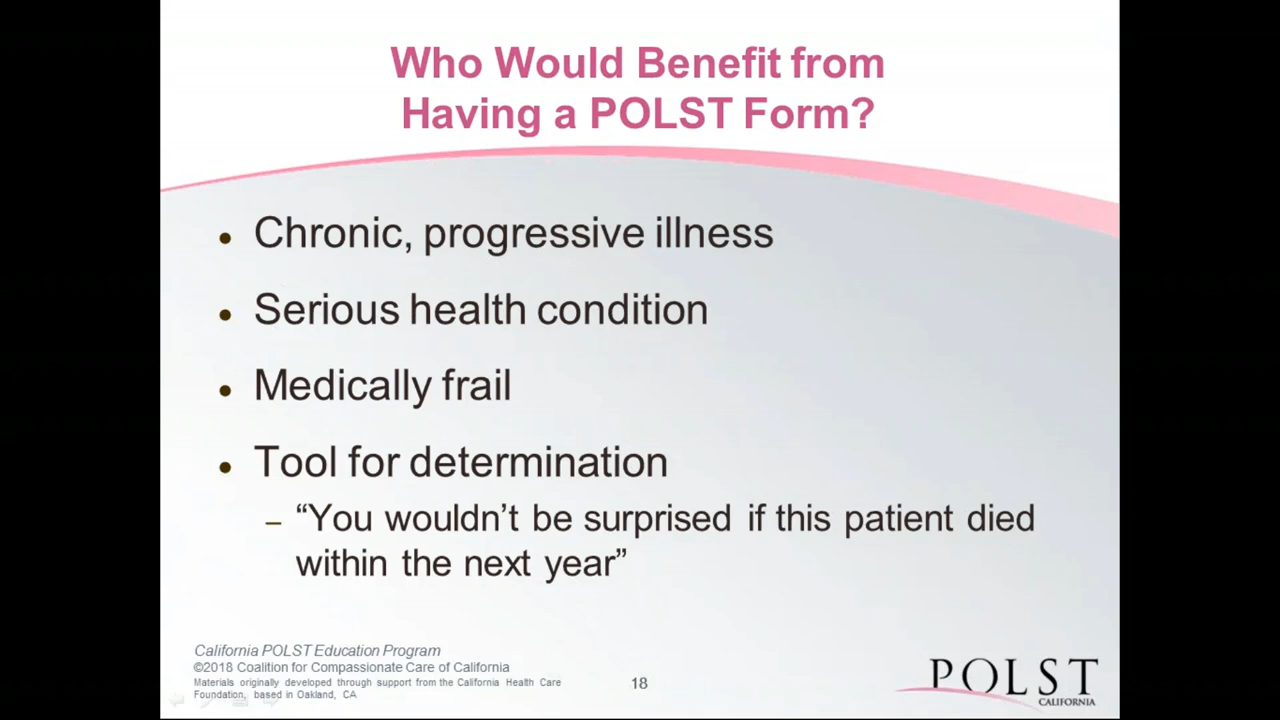 Who Would Benefit from
Having a POLST Form?
• Chronic, progressive illness
• Serious health condition
• Medically frail
• Tool for determination
– “You wouldn’t be surprised if this patient died
within the next year”
California POLST Education Program
©2018 Coalition for Compassionate Care of California
Materials originally developed through support from the California Health Care
Foundation, based in Oakland, CA
18
POLST
CALIFORNIA